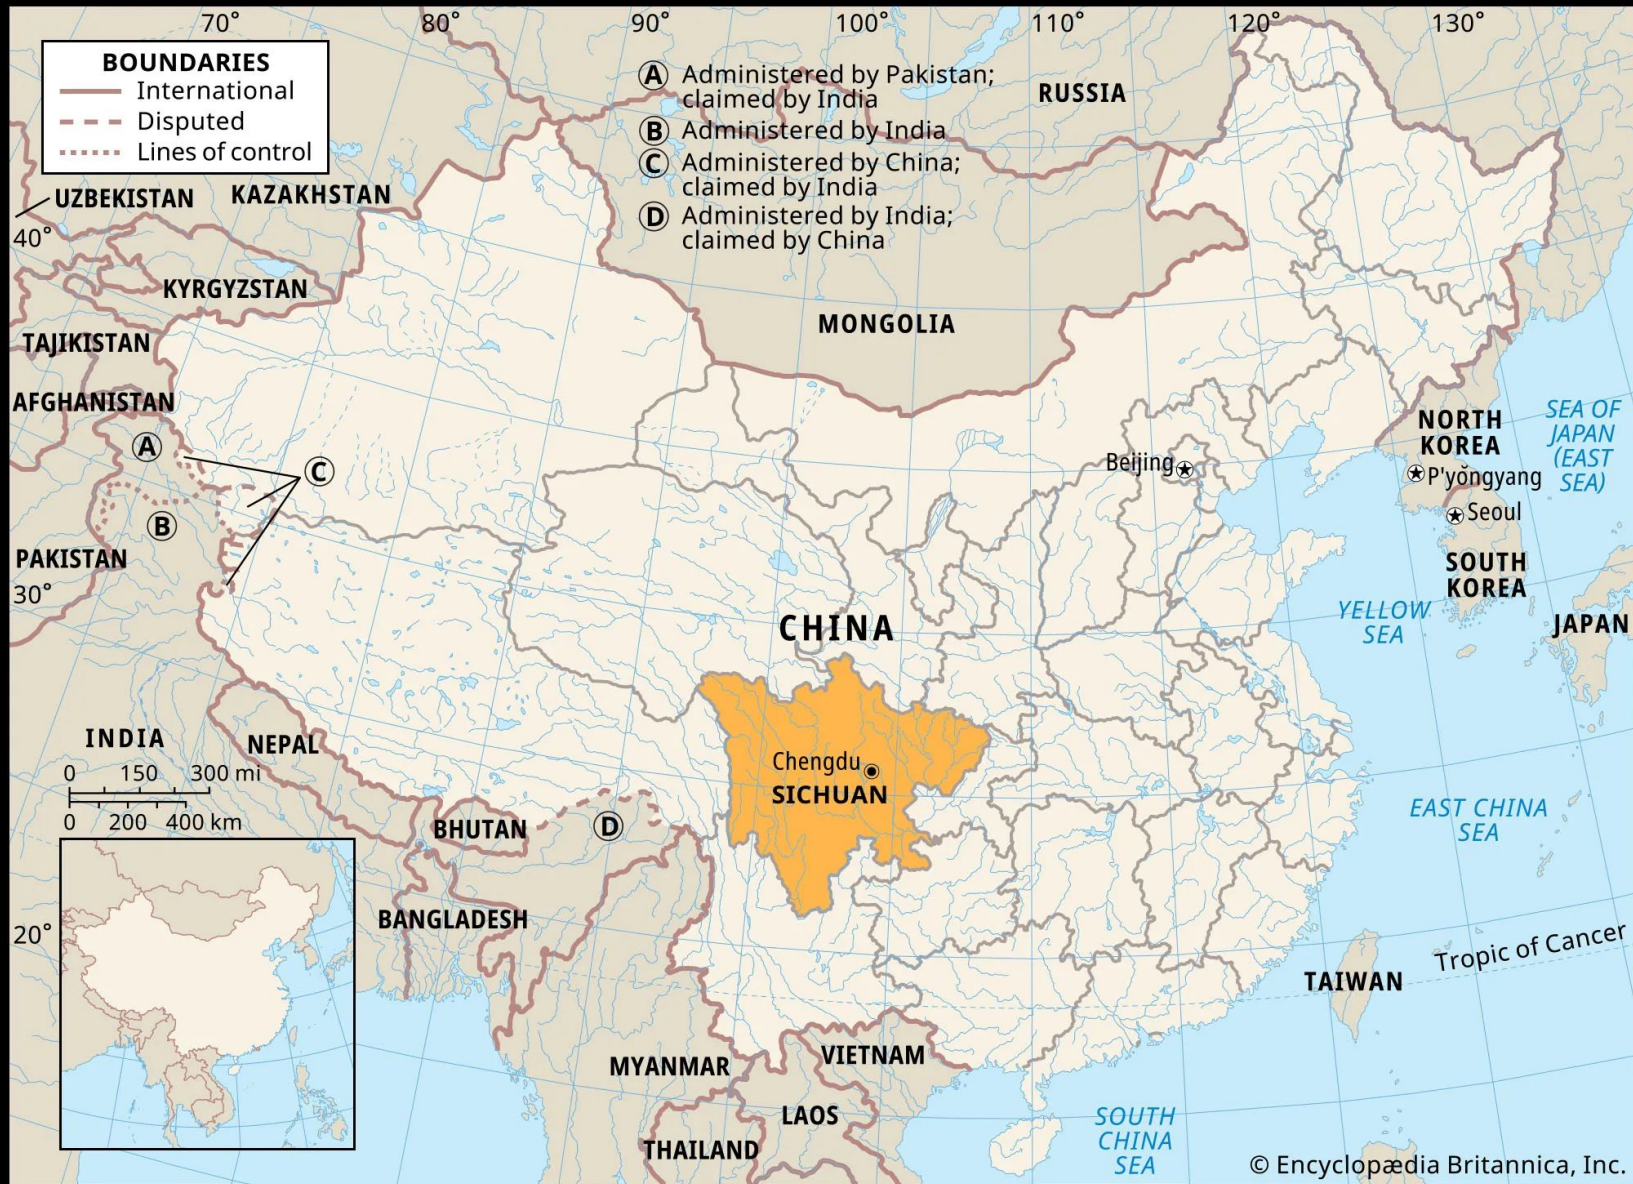 70°
80°
90°
100°
110°
120°
130°
BOUNDARIES
International
Disputed
Lines of control
A Administered by Pakistan;
claimed by India
B Administered by India
C Administered by China;
claimed by India
D Administered by India;
claimed by China
RUSSIA
UZBEKISTAN
KAZAKHSTAN
40°
KYRGYZSTAN
MONGOLIA
TAJIKISTAN
AFGHANISTAN
A
C
B
PAKISTAN
30°
Beijing
NORTH
KOREA
P'yŏngyang
Seoul
SOUTH
KOREA
SEA OF
JAPAN
(EAST
SEA)
YELLOW
SEA
JAPAN
CHINA
INDIA
NEPAL
0 150 300 mi
0 200 400 km
Chengdu
SICHUAN
BHUTAN
D
EAST CHINA
SEA
BANGLADESH
20°
Tropic of Cancer
TAIWAN
MYANMAR
VIETNAM
LAOS
THAILAND
SOUTH
CHINA
SEA
© Encyclopædia Britannica, Inc.